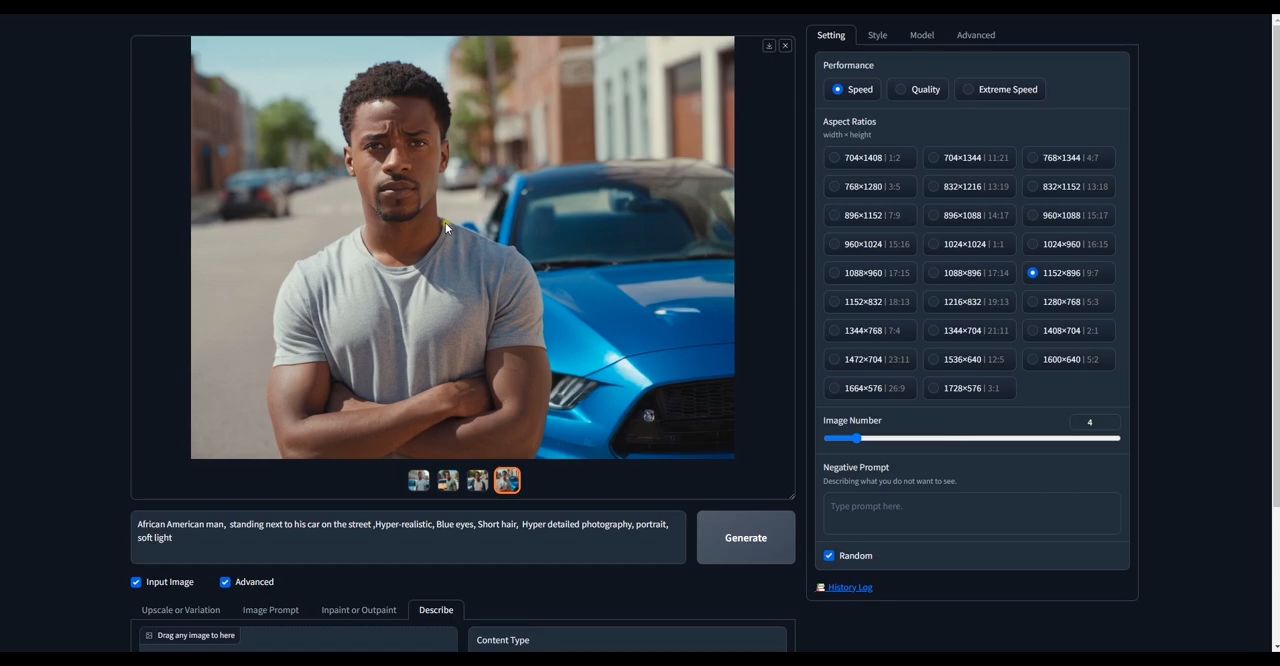 Setting Style Model Advanced
Performance
Speed Quality Extreme Speed
Aspect Ratios
width × height
704×1408 | 1:2 704×1344 | 11:21 768×1344 | 4:7
768×1280 | 3:5 832×1216 | 13:19 832×1152 | 13:18
896×1152 | 7:9 896×1088 | 14:17 960×1088 | 15:17
960×1024 | 15:16 1024×1024 | 1:1 1024×960 | 16:15
1088×960 | 17:15 1088×896 | 17:14 1152×896 | 9:7
1152×832 | 18:13 1216×832 | 19:13 1280×768 | 5:3
1344×768 | 7:4 1344×704 | 21:11 1408×704 | 2:1
1472×704 | 23:11 1536×640 | 12:5 1600×640 | 5:2
1664×576 | 26:9 1728×576 | 3:1
Image Number 4
Negative Prompt
Describing what you do not want to see.
Type prompt here.
Random
History Log
African American man, standing next to his car on the street ,Hyper-realistic, Blue eyes, Short hair, Hyper detailed photography, portrait,
soft light
Generate
Input Image Advanced
Upscale or Variation Image Prompt Inpaint or Outpaint Describe
Drag any image to here
Content Type